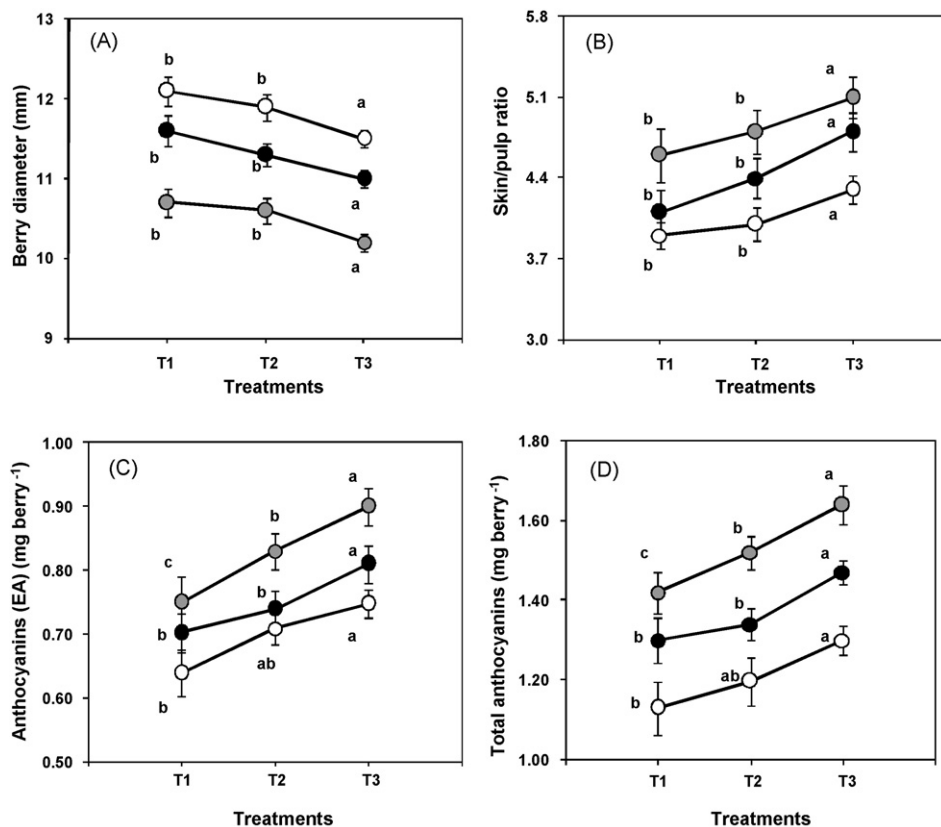 (A)
Berry diameter (mm)
13
12
11
10
9
b
b
a
b
b
a
b
b
a
T1
T2
T3
Treatments
(B)
Skin/pulp ratio
5.8
5.1
4.4
3.7
3.0
b
b
a
b
b
a
b
b
a
T1
T2
T3
Treatments
(C)
Anthocyanins (EA) (mg berry⁻¹)
1.00
0.90
0.80
0.70
0.60
0.50
c
b
a
b
b
a
b
ab
a
T1
T2
T3
Treatments
(D)
Total anthocyanins (mg berry⁻¹)
1.80
1.60
1.40
1.20
1.00
c
b
a
b
b
a
b
ab
a
T1
T2
T3
Treatments